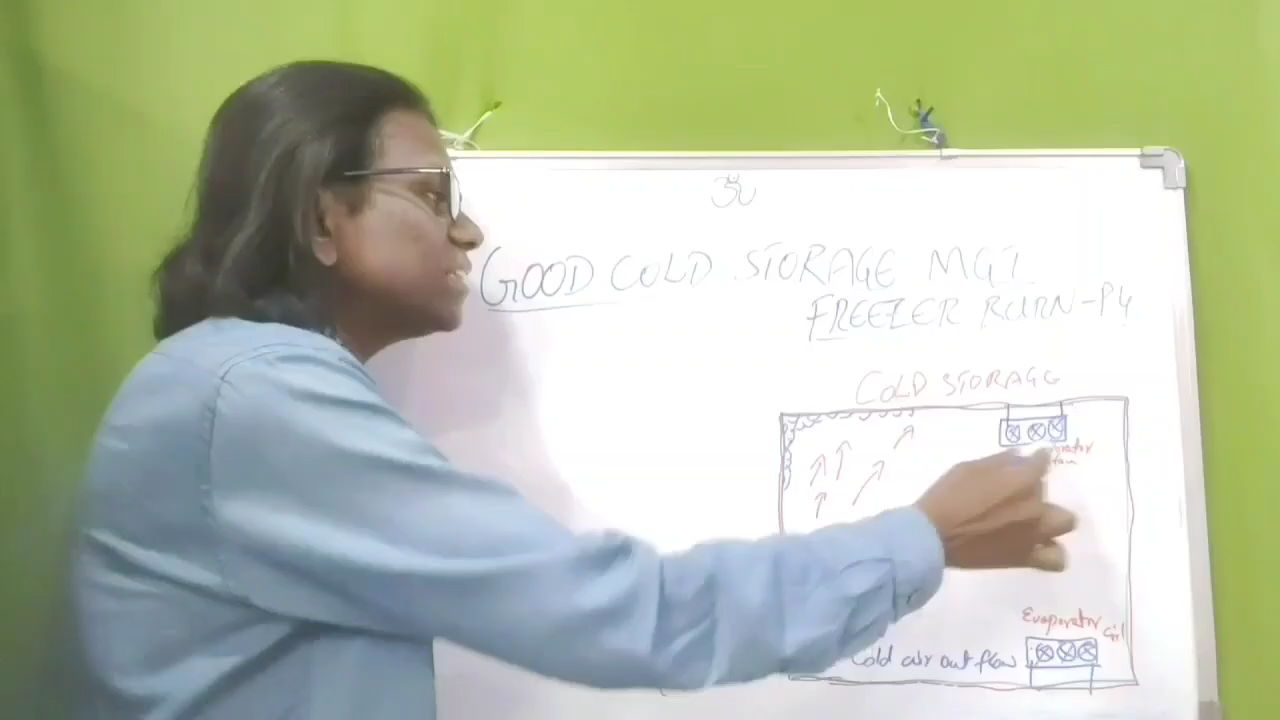 ॐ
GOOD COLD STORAGE MGT
FREEZER BURN-P4
COLD STORAGE
Evaporator
Coil
Cold air out flow